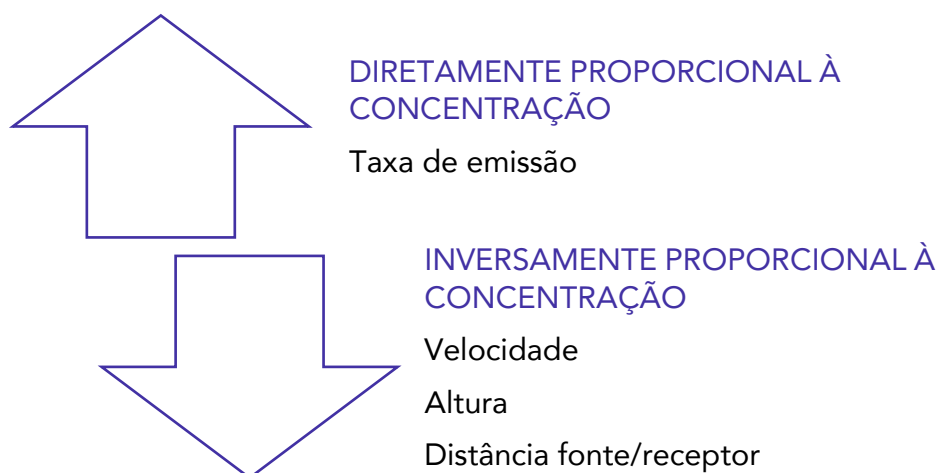 DIRETAMENTE PROPORCIONAL À
CONCENTRAÇÃO
Taxa de emissão
INVERSAMENTE PROPORCIONAL À
CONCENTRAÇÃO
Velocidade
Altura
Distância fonte/receptor